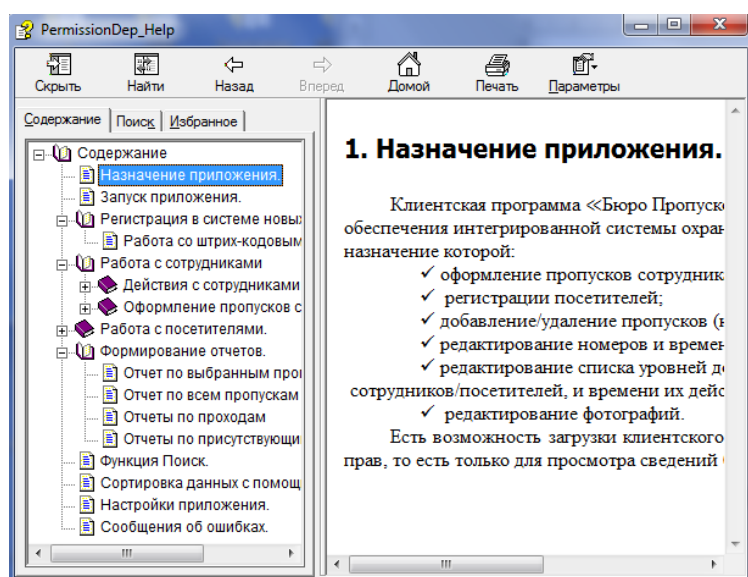 PermissionDep_Help
Скрыть Найти Назад Вперед Домой Печать Параметры
Содержание Поиск Избранное
Содержание
Назначение приложения.
Запуск приложения.
Регистрация в системе новы
Работа со штрих-кодовым
Работа с сотрудниками
Действия с сотрудниками
Оформление пропусков с
Работа с посетителями.
Формирование отчетов.
Отчет по выбранным про
Отчет по всем пропускам
Отчеты по проходам
Отчеты по присутствующи
Функция Поиск.
Сортировка данных с помощ
Настройки приложения.
Сообщения об ошибках.
1. Назначение приложения.
Клиентская программа «Бюро Пропуско
обеспечения интегрированной системы охран
назначение которой:
✓ оформление пропусков сотрудник
✓ регистрации посетителей;
✓ добавление/удаление пропусков (н
✓ редактирование номеров и времен
✓ редактирование списка уровней д
сотрудников/посетителей, и времени их дейс
✓ редактирование фотографий.
Есть возможность загрузки клиентского
прав, то есть только для просмотра сведений